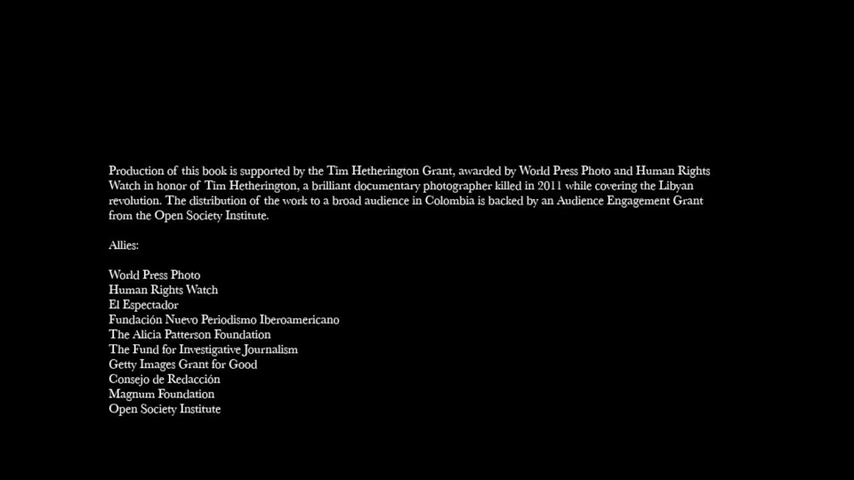 Production of this book is supported by the Tim Hetherington Grant, awarded by World Press Photo and Human Rights
Watch in honor of Tim Hetherington, a brilliant documentary photographer killed in 2011 while covering the Libyan
revolution. The distribution of the work to a broad audience in Colombia is backed by an Audience Engagement Grant
from the Open Society Institute.
Allies:
World Press Photo
Human Rights Watch
El Espectador
Fundación Nuevo Periodismo Iberoamericano
The Alicia Patterson Foundation
The Fund for Investigative Journalism
Getty Images Grant for Good
Consejo de Redacción
Magnum Foundation
Open Society Institute